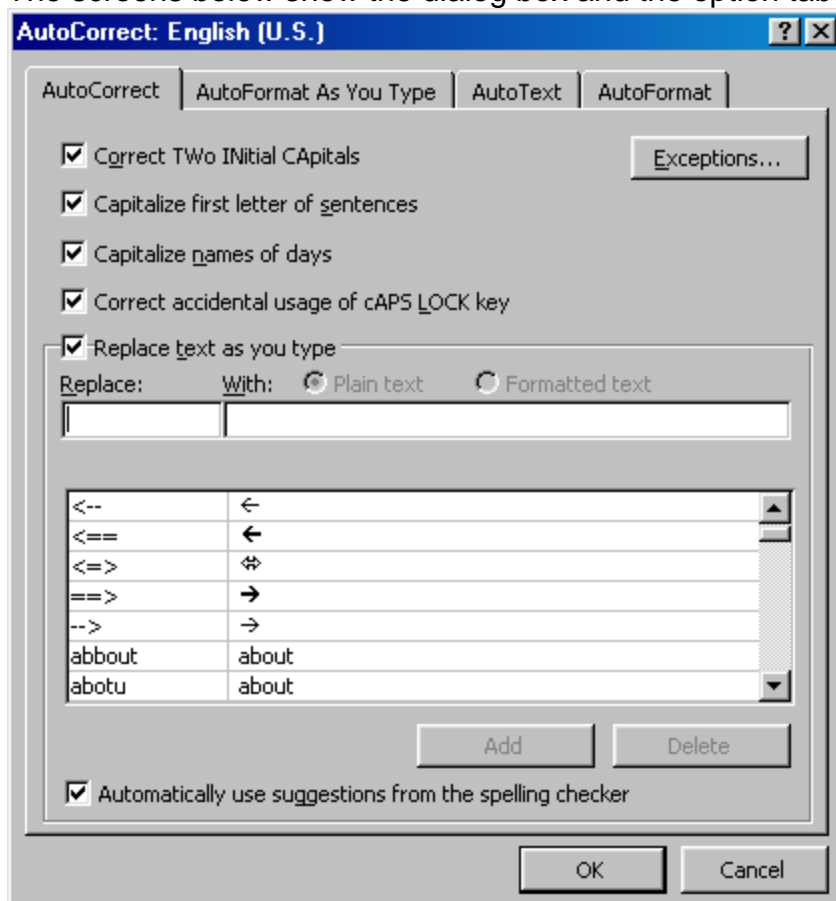 The screens below show the dialog box and the option tab
AutoCorrect: English (U.S.)
AutoCorrect AutoFormat As You Type AutoText AutoFormat
Correct TWo INitial CApitals Exceptions...
Capitalize first letter of sentences
Capitalize names of days
Correct accidental usage of cAPS LOCK key
Replace text as you type
Replace: With: Plain text Formatted text
<-- ←
<== 🡰
<=> ⇔
==> 🡲
--> →
abbout about
abotu about
Add Delete
Automatically use suggestions from the spelling checker
OK Cancel